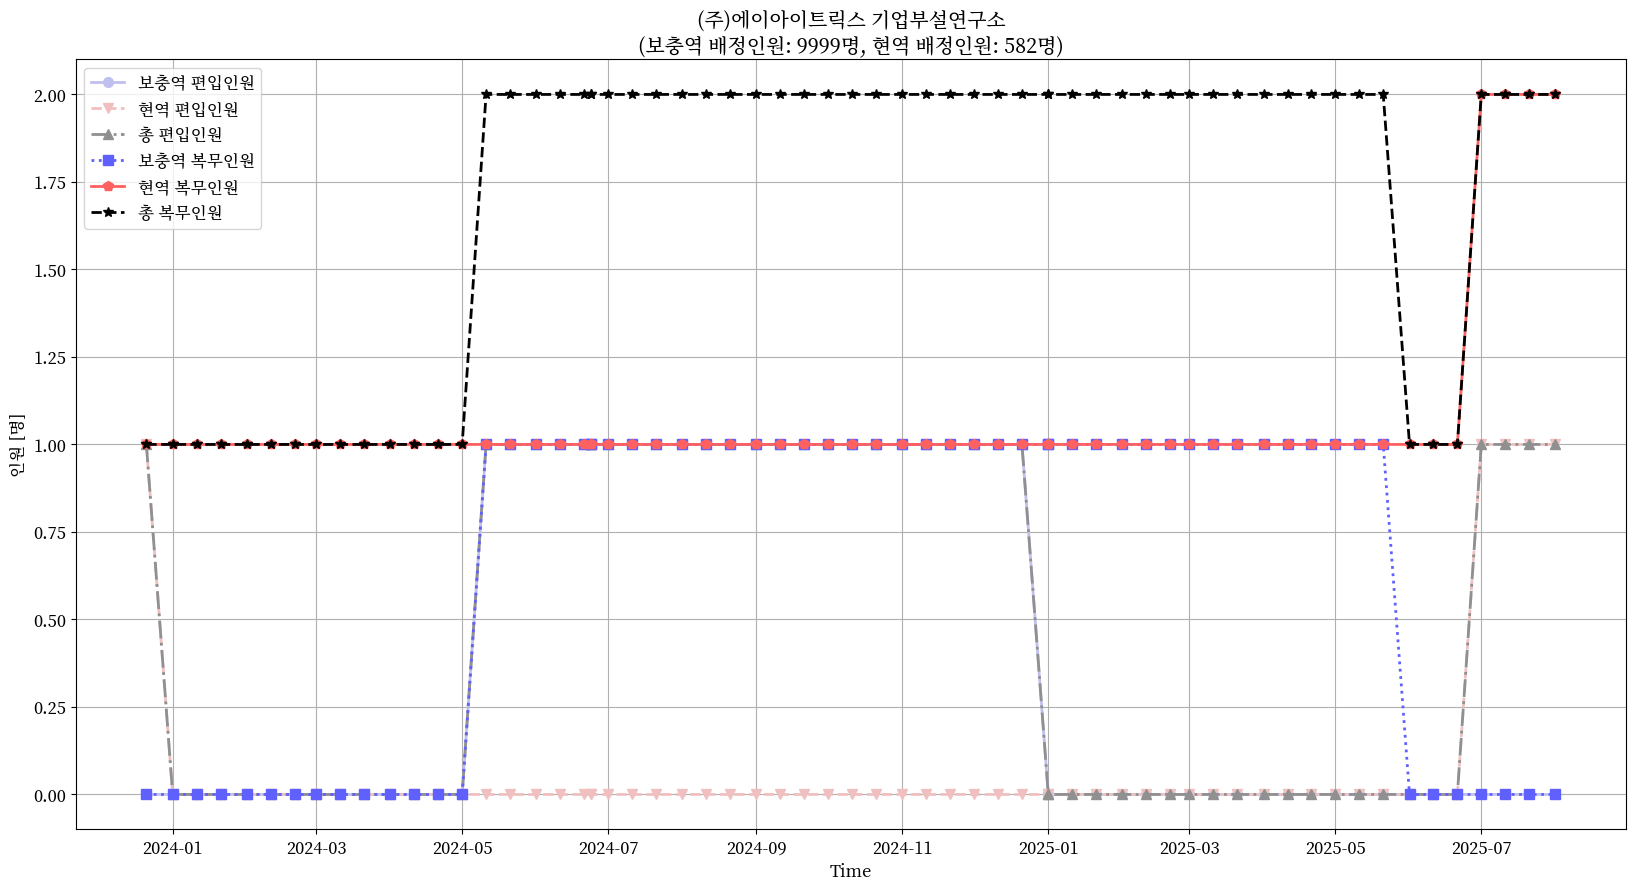 (주)에이아이트릭스 기업부설연구소
(보충역 배정인원: 9999명, 현역 배정인원: 582명)
보충역 편입인원
현역 편입인원
총 편입인원
보충역 복무인원
현역 복무인원
총 복무인원
2.00
1.75
1.50
1.25
1.00
0.75
0.50
0.25
0.00
인원 [명]
2024-01
2024-03
2024-05
2024-07
2024-09
2024-11
2025-01
2025-03
2025-05
2025-07
Time